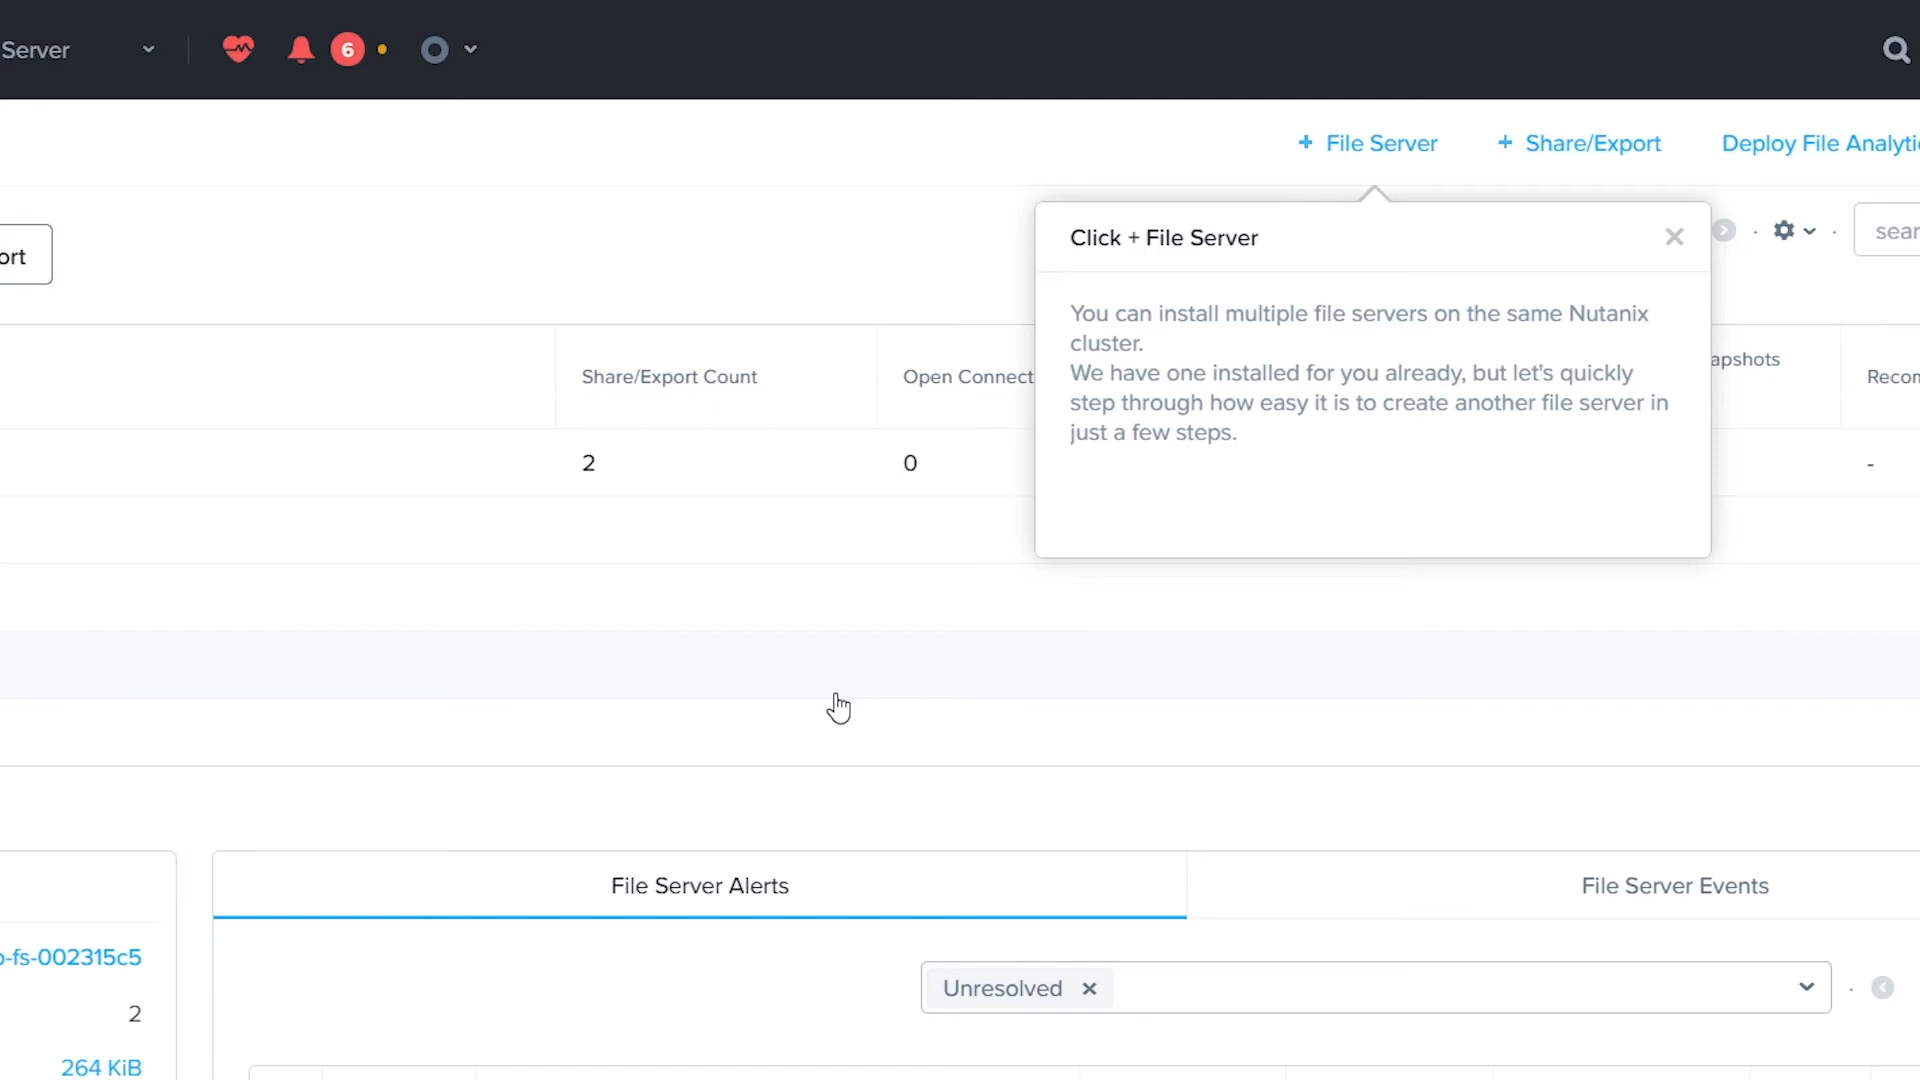 Server
6
+ File Server
+ Share/Export
Deploy File Analyti
ort
Click + File Server
sear
You can install multiple file servers on the same Nutanix
cluster.
We have one installed for you already, but let's quickly
step through how easy it is to create another file server in
just a few steps.
Share/Export Count
Open Connect
apshots
Recom
2
0
-
File Server Alerts
File Server Events
-fs-002315c5
Unresolved
2
264 KiB